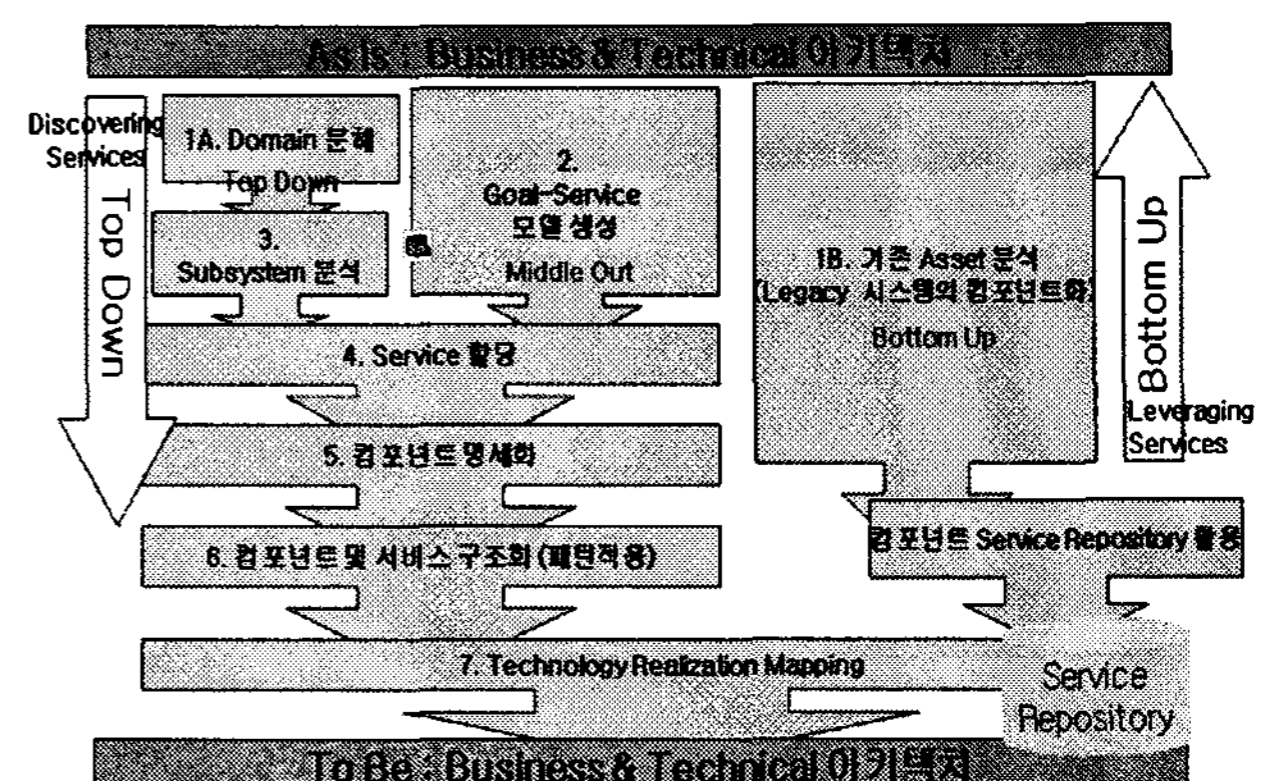 As Is : Business & Technical 아키텍처
Discovering
Services
Top Down
1A. Domain 분해
Top Down
3.
Subsystem 분석
2.
Goal-Service
모델 생성
Middle Out
1B. 기존 Asset 분석
(Legacy 시스템의 컴포넌트화)
Bottom Up
Bottom Up
Leveraging
Services
4. Service 할당
5. 컴포넌트 명세화
6. 컴포넌트 및 서비스 구조화 (패턴적용)
컴포넌트 Service Repository 활용
7. Technology Realization Mapping
Service
Repository
To Be : Business & Technical 아키텍처